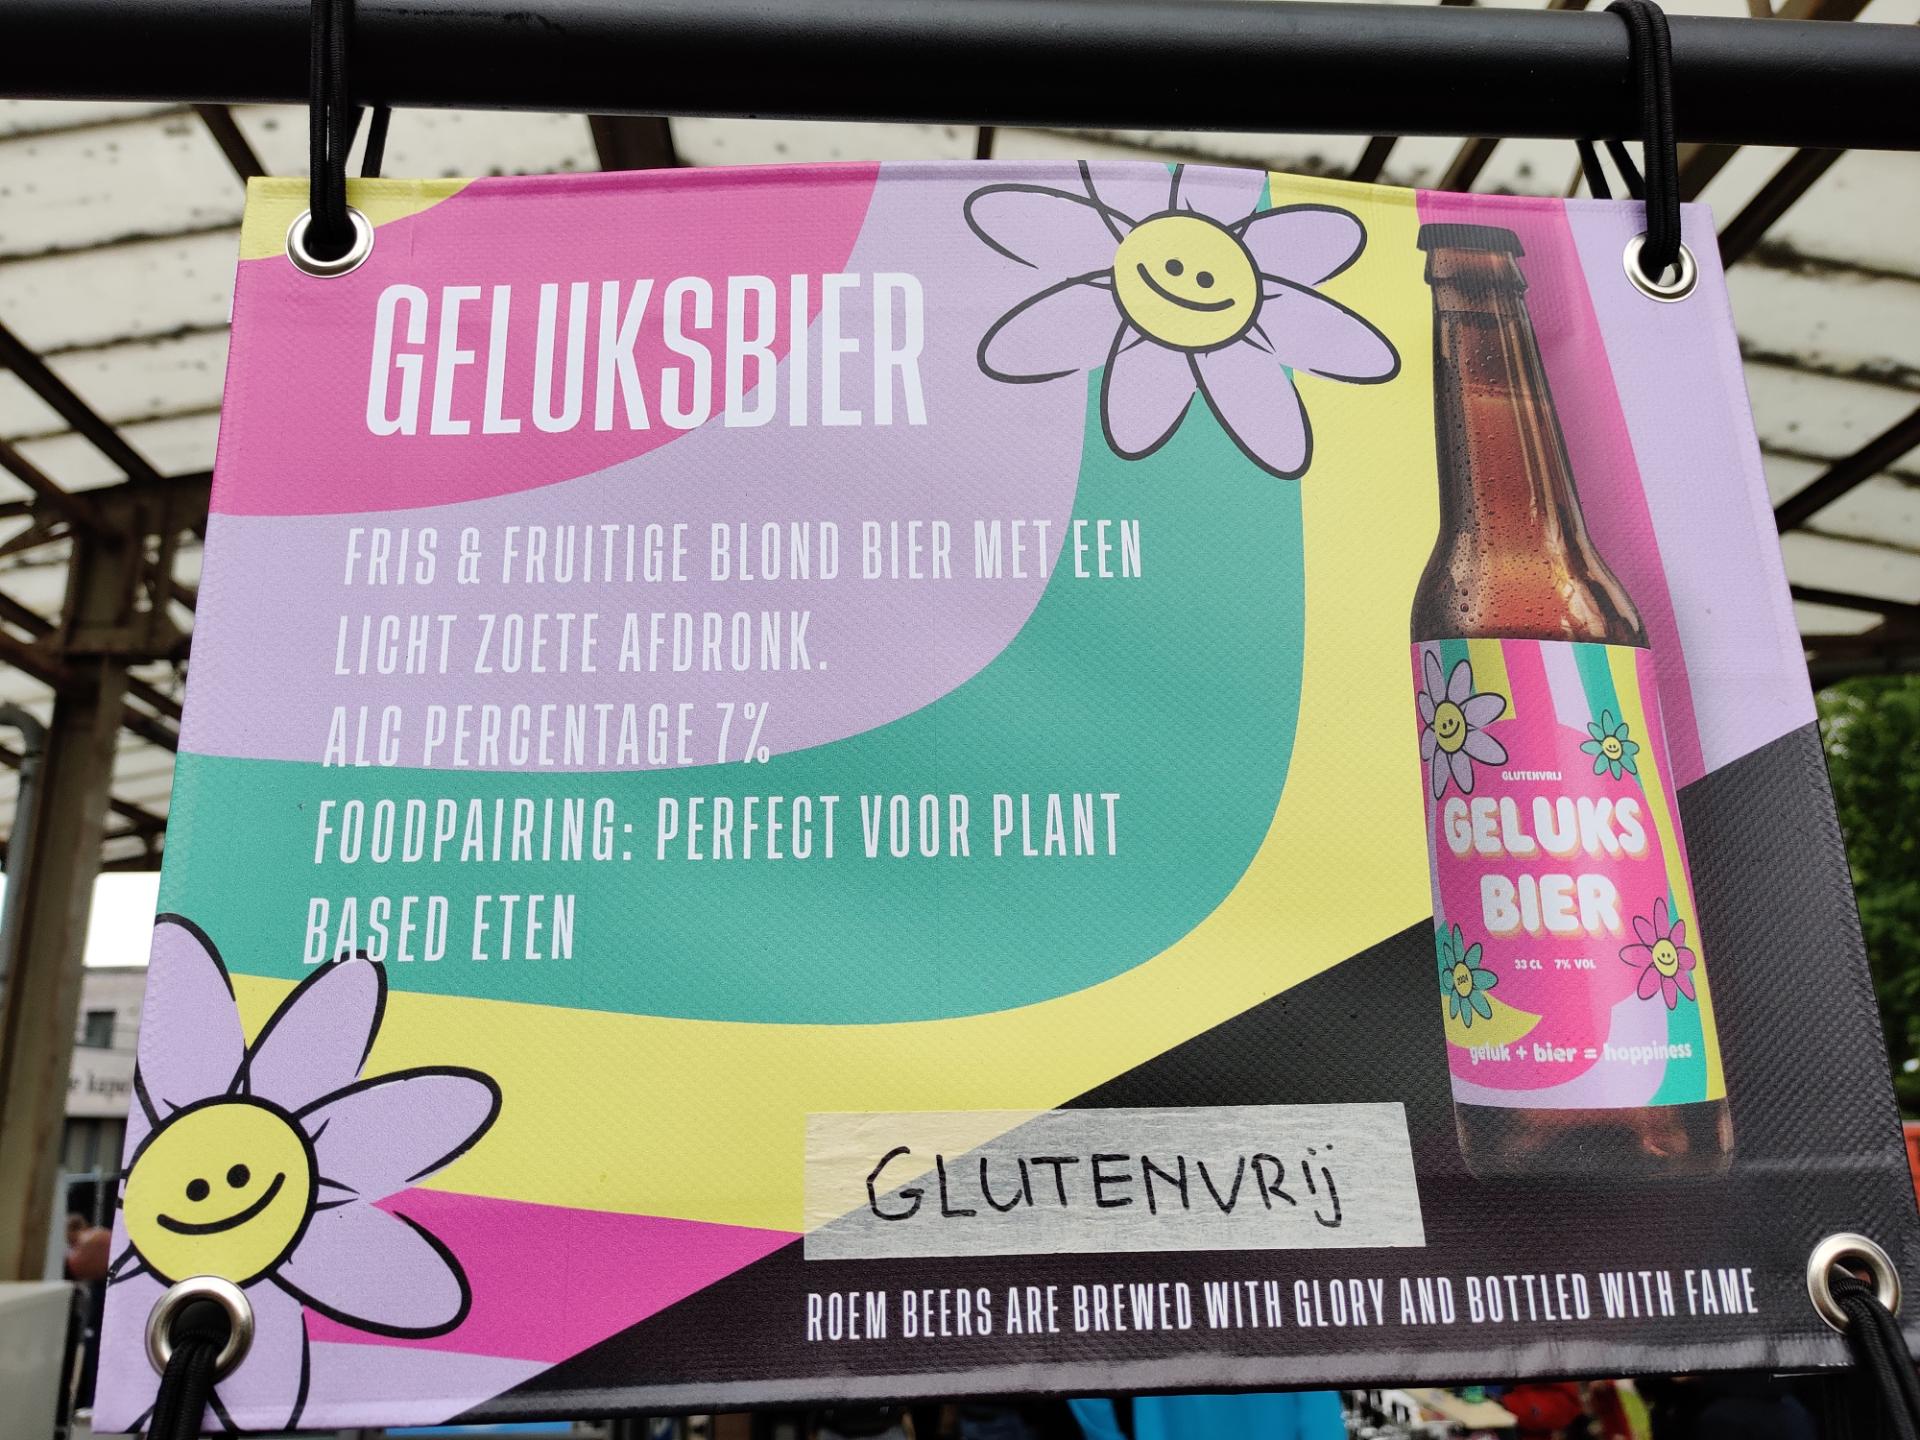 GELUKSBIER
FRIS & FRUITIGE BLOND BIER MET EEN
LICHT ZOETE AFDRONK.
ALC PERCENTAGE 7%
FOODPAIRING: PERFECT VOOR PLANT
BASED ETEN
GLUTENVRIJ
GELUKS
BIER
33 CL 7% VOL
2024
geluk + bier = hoppiness
GLUTENVRIJ
ROEM BEERS ARE BREWED WITH GLORY AND BOTTLED WITH FAME